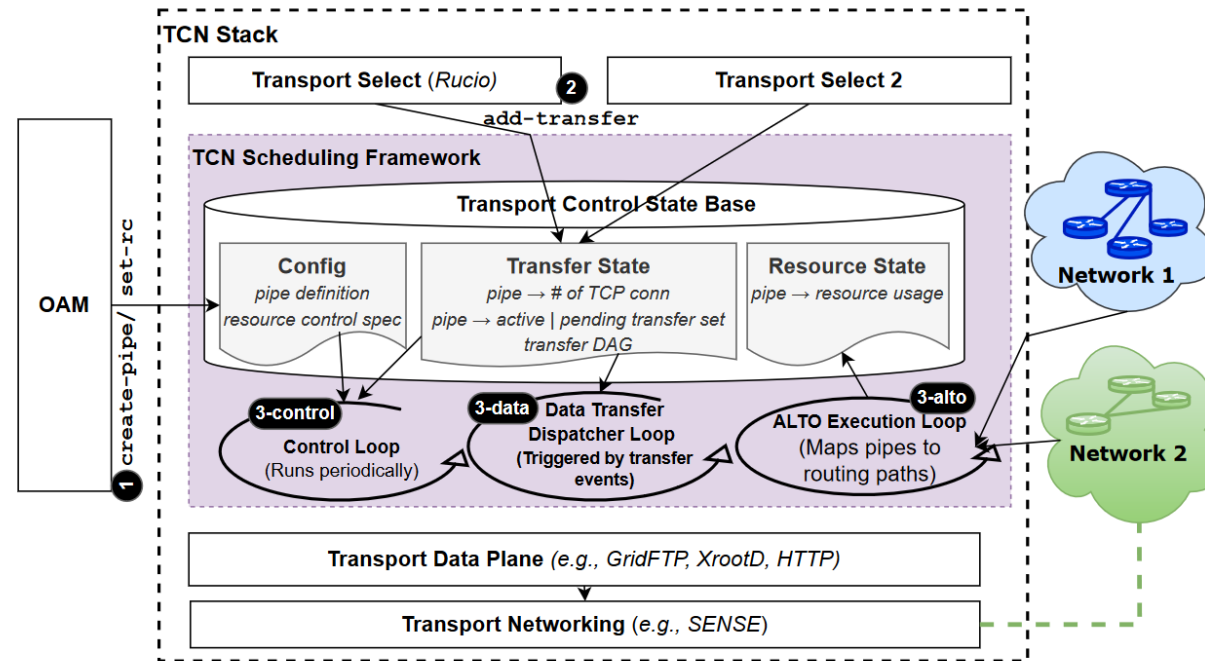 TCN Stack
Transport Select (Rucio)
2
Transport Select 2
add-transfer
OAM
1 create-pipe/ set-rc
TCN Scheduling Framework
Transport Control State Base
Config
pipe definition
resource control spec
Transfer State
pipe → # of TCP conn
pipe → active | pending transfer set
transfer DAG
Resource State
pipe → resource usage
Network 1
Network 2
3-control
Control Loop
(Runs periodically)
3-data
Data Transfer
Dispatcher Loop
(Triggered by transfer
events)
3-alto
ALTO Execution Loop
(Maps pipes to
routing paths)
Transport Data Plane (e.g., GridFTP, XrootD, HTTP)
Transport Networking (e.g., SENSE)